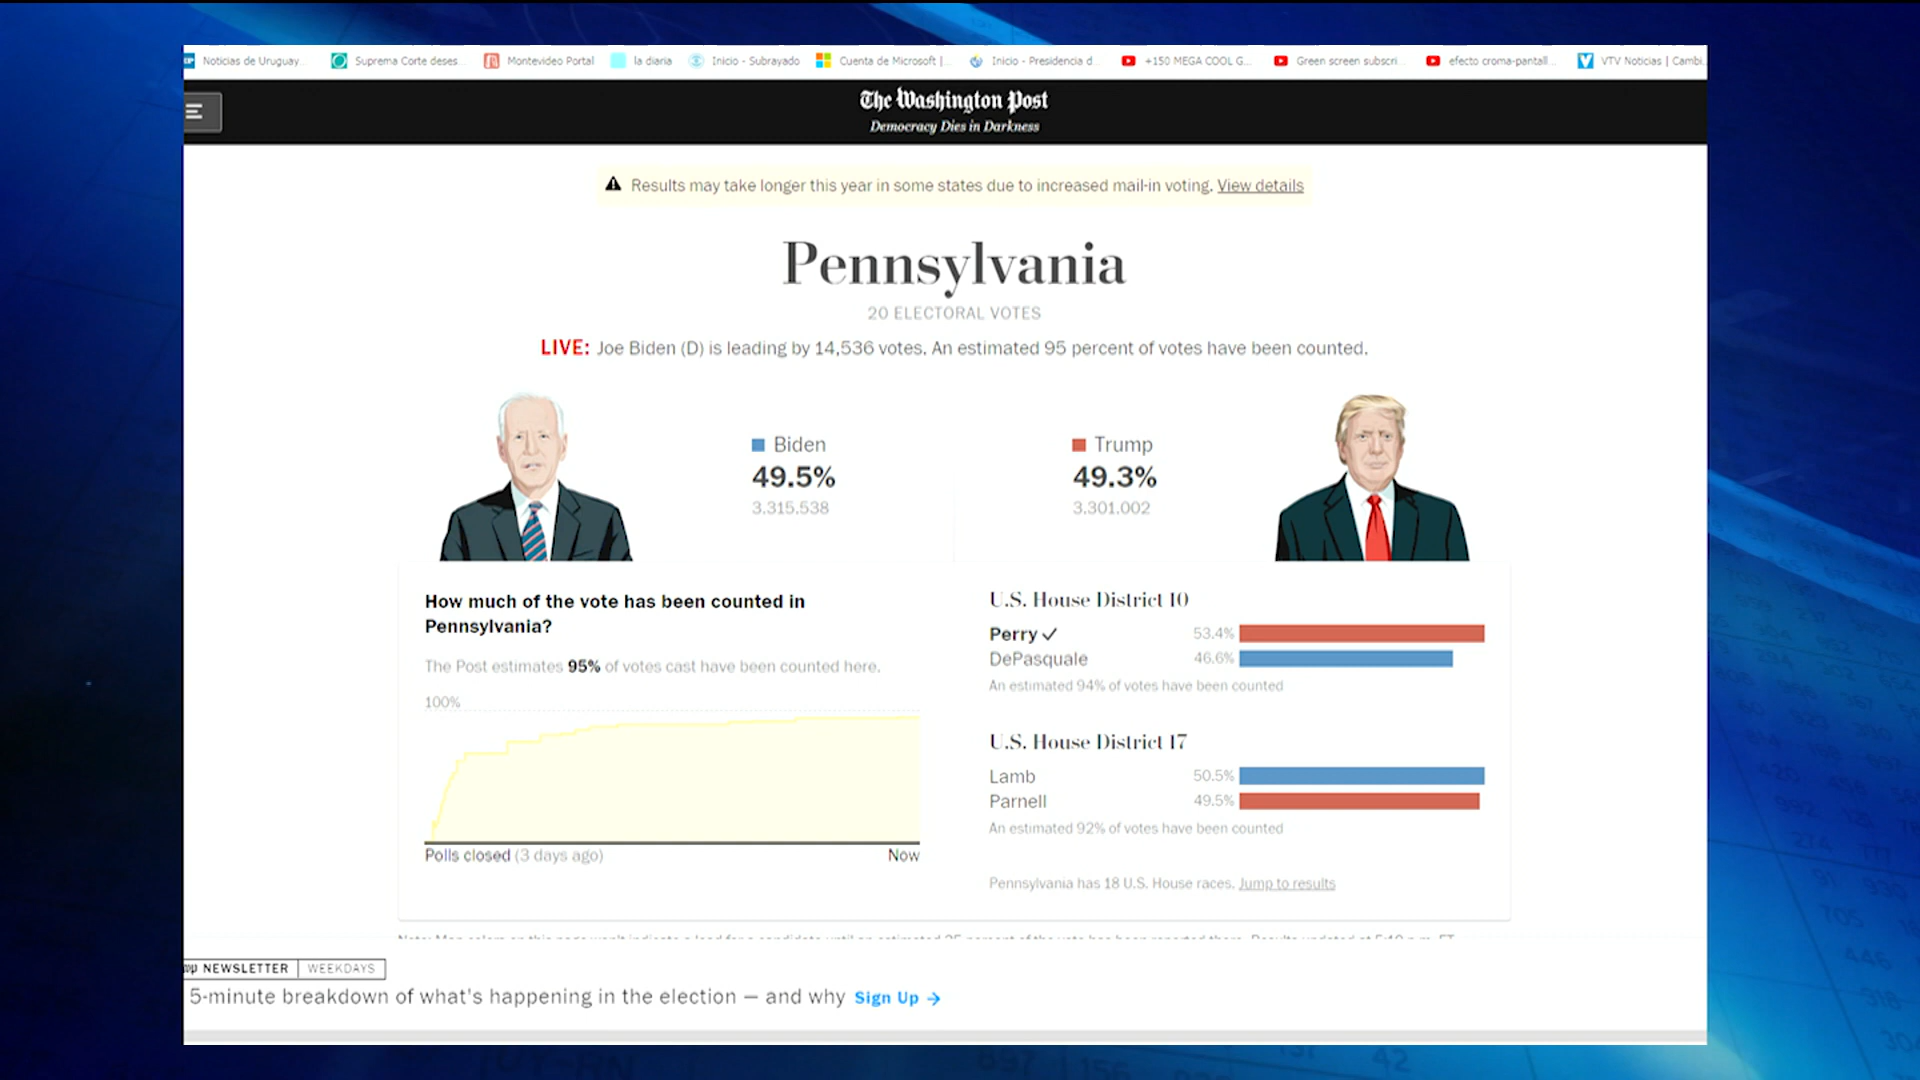 Noticias de Uruguay...
Suprema Corte deses...
Montevideo Portal
la diaria
Inicio - Subrayado
Cuenta de Microsoft |...
Inicio - Presidencia d...
+150 MEGA COOL G...
Green screen subscri...
efecto croma-pantall...
VTV Noticias | Cambi...
The Washington Post
Democracy Dies in Darkness
Results may take longer this year in some states due to increased mail-in voting. View details
Pennsylvania
20 ELECTORAL VOTES
LIVE: Joe Biden (D) is leading by 14,536 votes. An estimated 95 percent of votes have been counted.
Biden
49.5%
3.315.538
Trump
49.3%
3.301.002
How much of the vote has been counted in
Pennsylvania?
The Post estimates 95% of votes cast have been counted here.
100%
Polls closed (3 days ago)
Now
U.S. House District 10
Perry ✓ 53.4%
DePasquale 46.6%
An estimated 94% of votes have been counted
U.S. House District 17
Lamb 50.5%
Parnell 49.5%
An estimated 92% of votes have been counted
Pennsylvania has 18 U.S. House races. Jump to results
NEWSLETTER WEEKDAYS
5-minute breakdown of what's happening in the election — and why Sign Up →